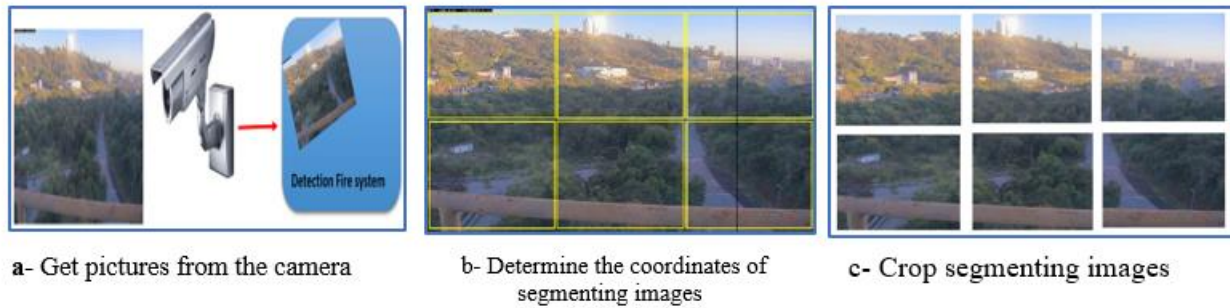 Detection Fire system
a- Get pictures from the camera
b- Determine the coordinates of
segmenting images
c- Crop segmenting images